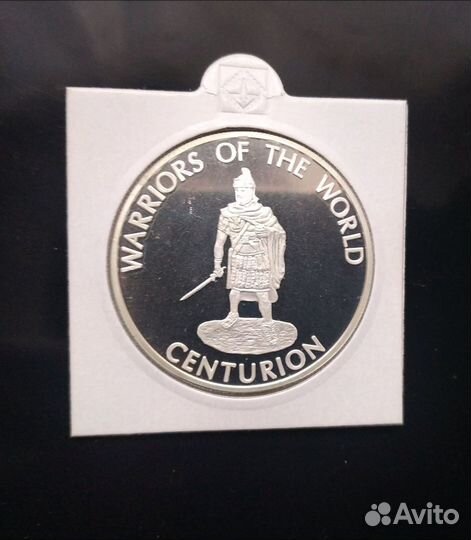 WARRIORS OF THE WORLD
CENTURION
Avito